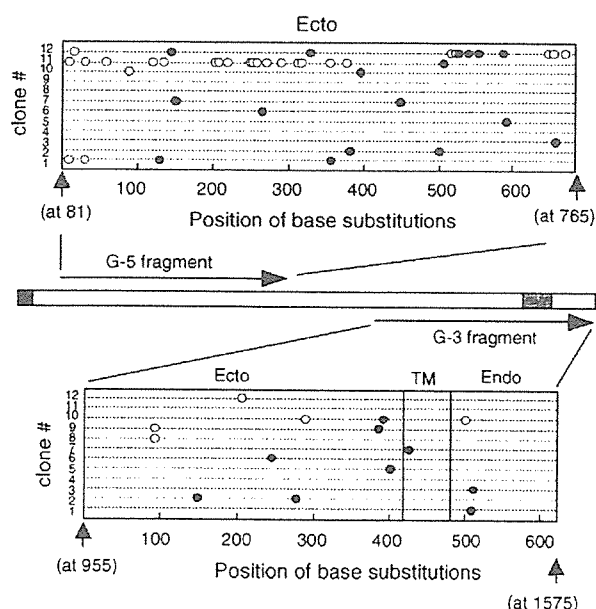 Ecto
clone #
12
11
10
9
8
7
6
5
4
3
2
1
100 200 300 400 500 600
(at 81) Position of base substitutions (at 765)
G-5 fragment
G-3 fragment
Ecto TM Endo
clone #
12
11
10
9
8
7
6
5
4
3
2
1
100 200 300 400 500 600
(at 955) Position of base substitutions
(at 1575)